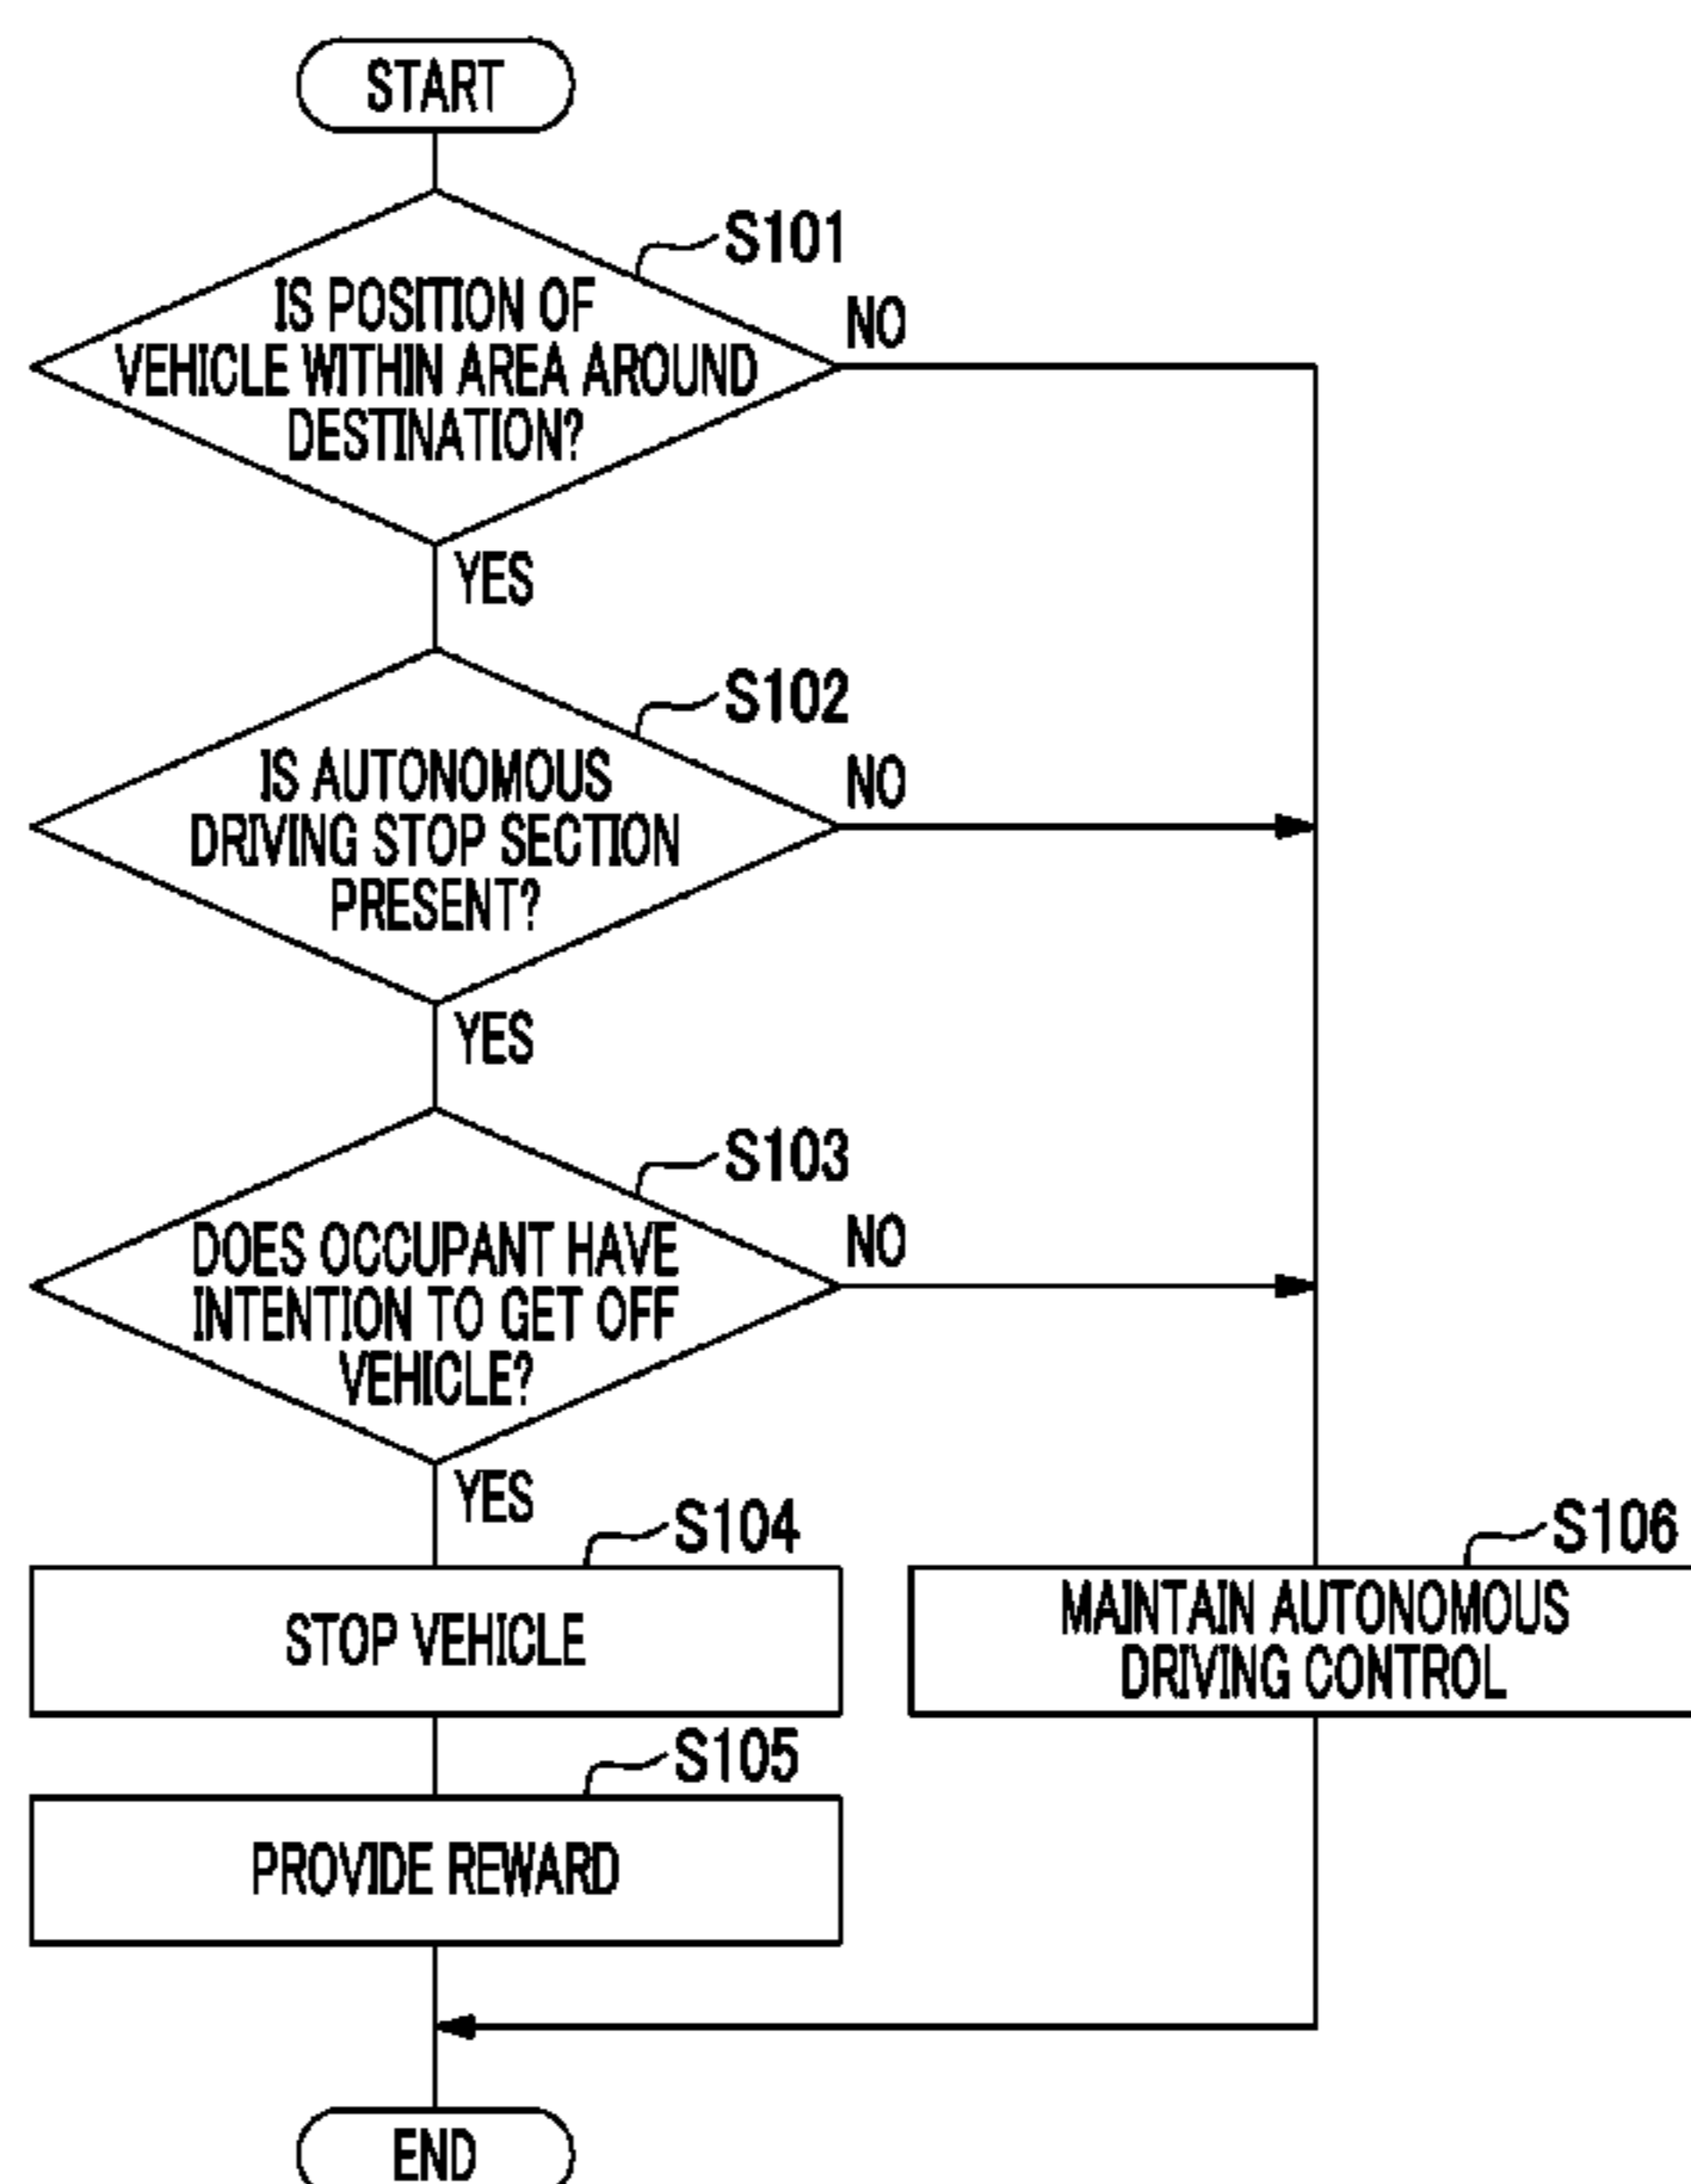 START
S101
IS POSITION OF
VEHICLE WITHIN AREA AROUND
DESTINATION?
NO
YES
S102
IS AUTONOMOUS
DRIVING STOP SECTION
PRESENT?
NO
YES
S103
DOES OCCUPANT HAVE
INTENTION TO GET OFF
VEHICLE?
NO
YES
S104
STOP VEHICLE
S106
MAINTAIN AUTONOMOUS
DRIVING CONTROL
S105
PROVIDE REWARD
END